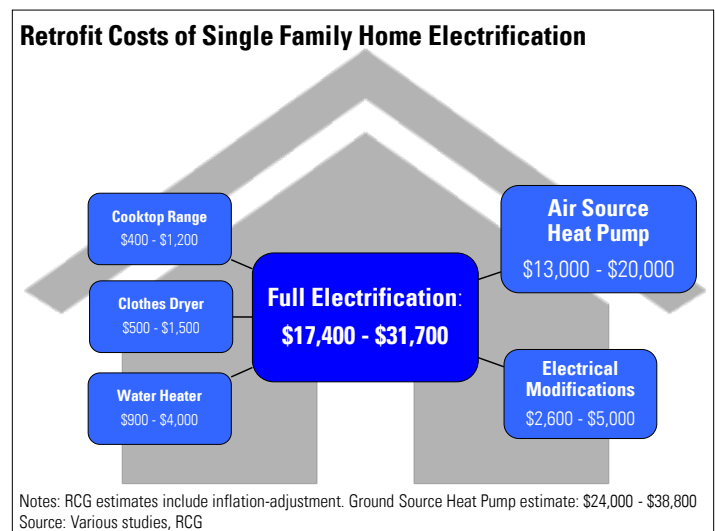 Retrofit Costs of Single Family Home Electrification
Cooktop Range
$400 - $1,200
Clothes Dryer
$500 - $1,500
Water Heater
$900 - $4,000
Full Electrification:
$17,400 - $31,700
Air Source
Heat Pump
$13,000 - $20,000
Electrical
Modifications
$2,600 - $5,000
Notes: RCG estimates include inflation-adjustment. Ground Source Heat Pump estimate: $24,000 - $38,800
Source: Various studies, RCG